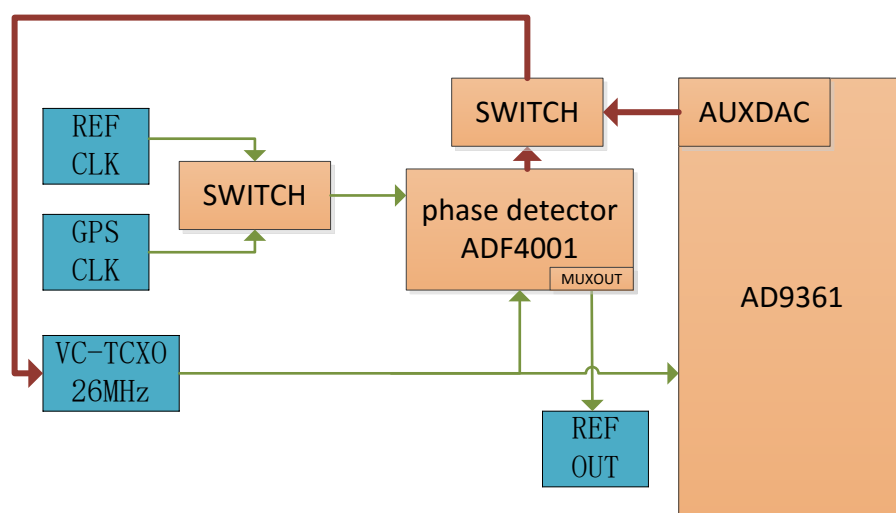 REF
CLK
SWITCH
AUXDAC
SWITCH
phase detector
ADF4001
MUXOUT
GPS
CLK
AD9361
VC-TCXO
26MHz
REF
OUT